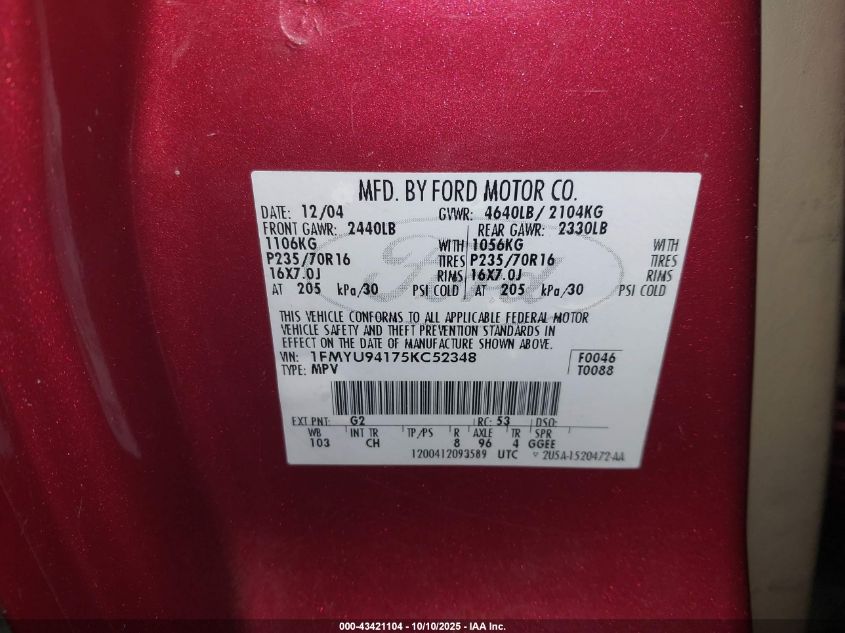 MFD. BY FORD MOTOR CO.
DATE: 12/04 GVWR: 4640LB/ 2104KG
FRONT GAWR: 2440LB REAR GAWR: 2330LB
1106KG WITH 1056KG WITH
P235/70R16 TIRES P235/70R16 TIRES
16X7.0J RIMS 16X7.0J RIMS
AT 205 kPa/30 PSI COLD AT 205 kPa/30 PSI COLD
Ford
THIS VEHICLE CONFORMS TO ALL APPLICABLE FEDERAL MOTOR
VEHICLE SAFETY AND THEFT PREVENTION STANDARDS IN
EFFECT ON THE DATE OF MANUFACTURE SHOWN ABOVE.
VIN: 1FMYU94175KC52348 F0046
TYPE: MPV T0088
EXT PNT: G2 RC: 53 DSO:
WB INT TR TP/PS R AXLE TR SPR
103 CH 8 96 4 GGEE
1200412093589 UTC 2U5A-1520472-AA
000-43421104 - 10/10/2025 - IAA Inc.